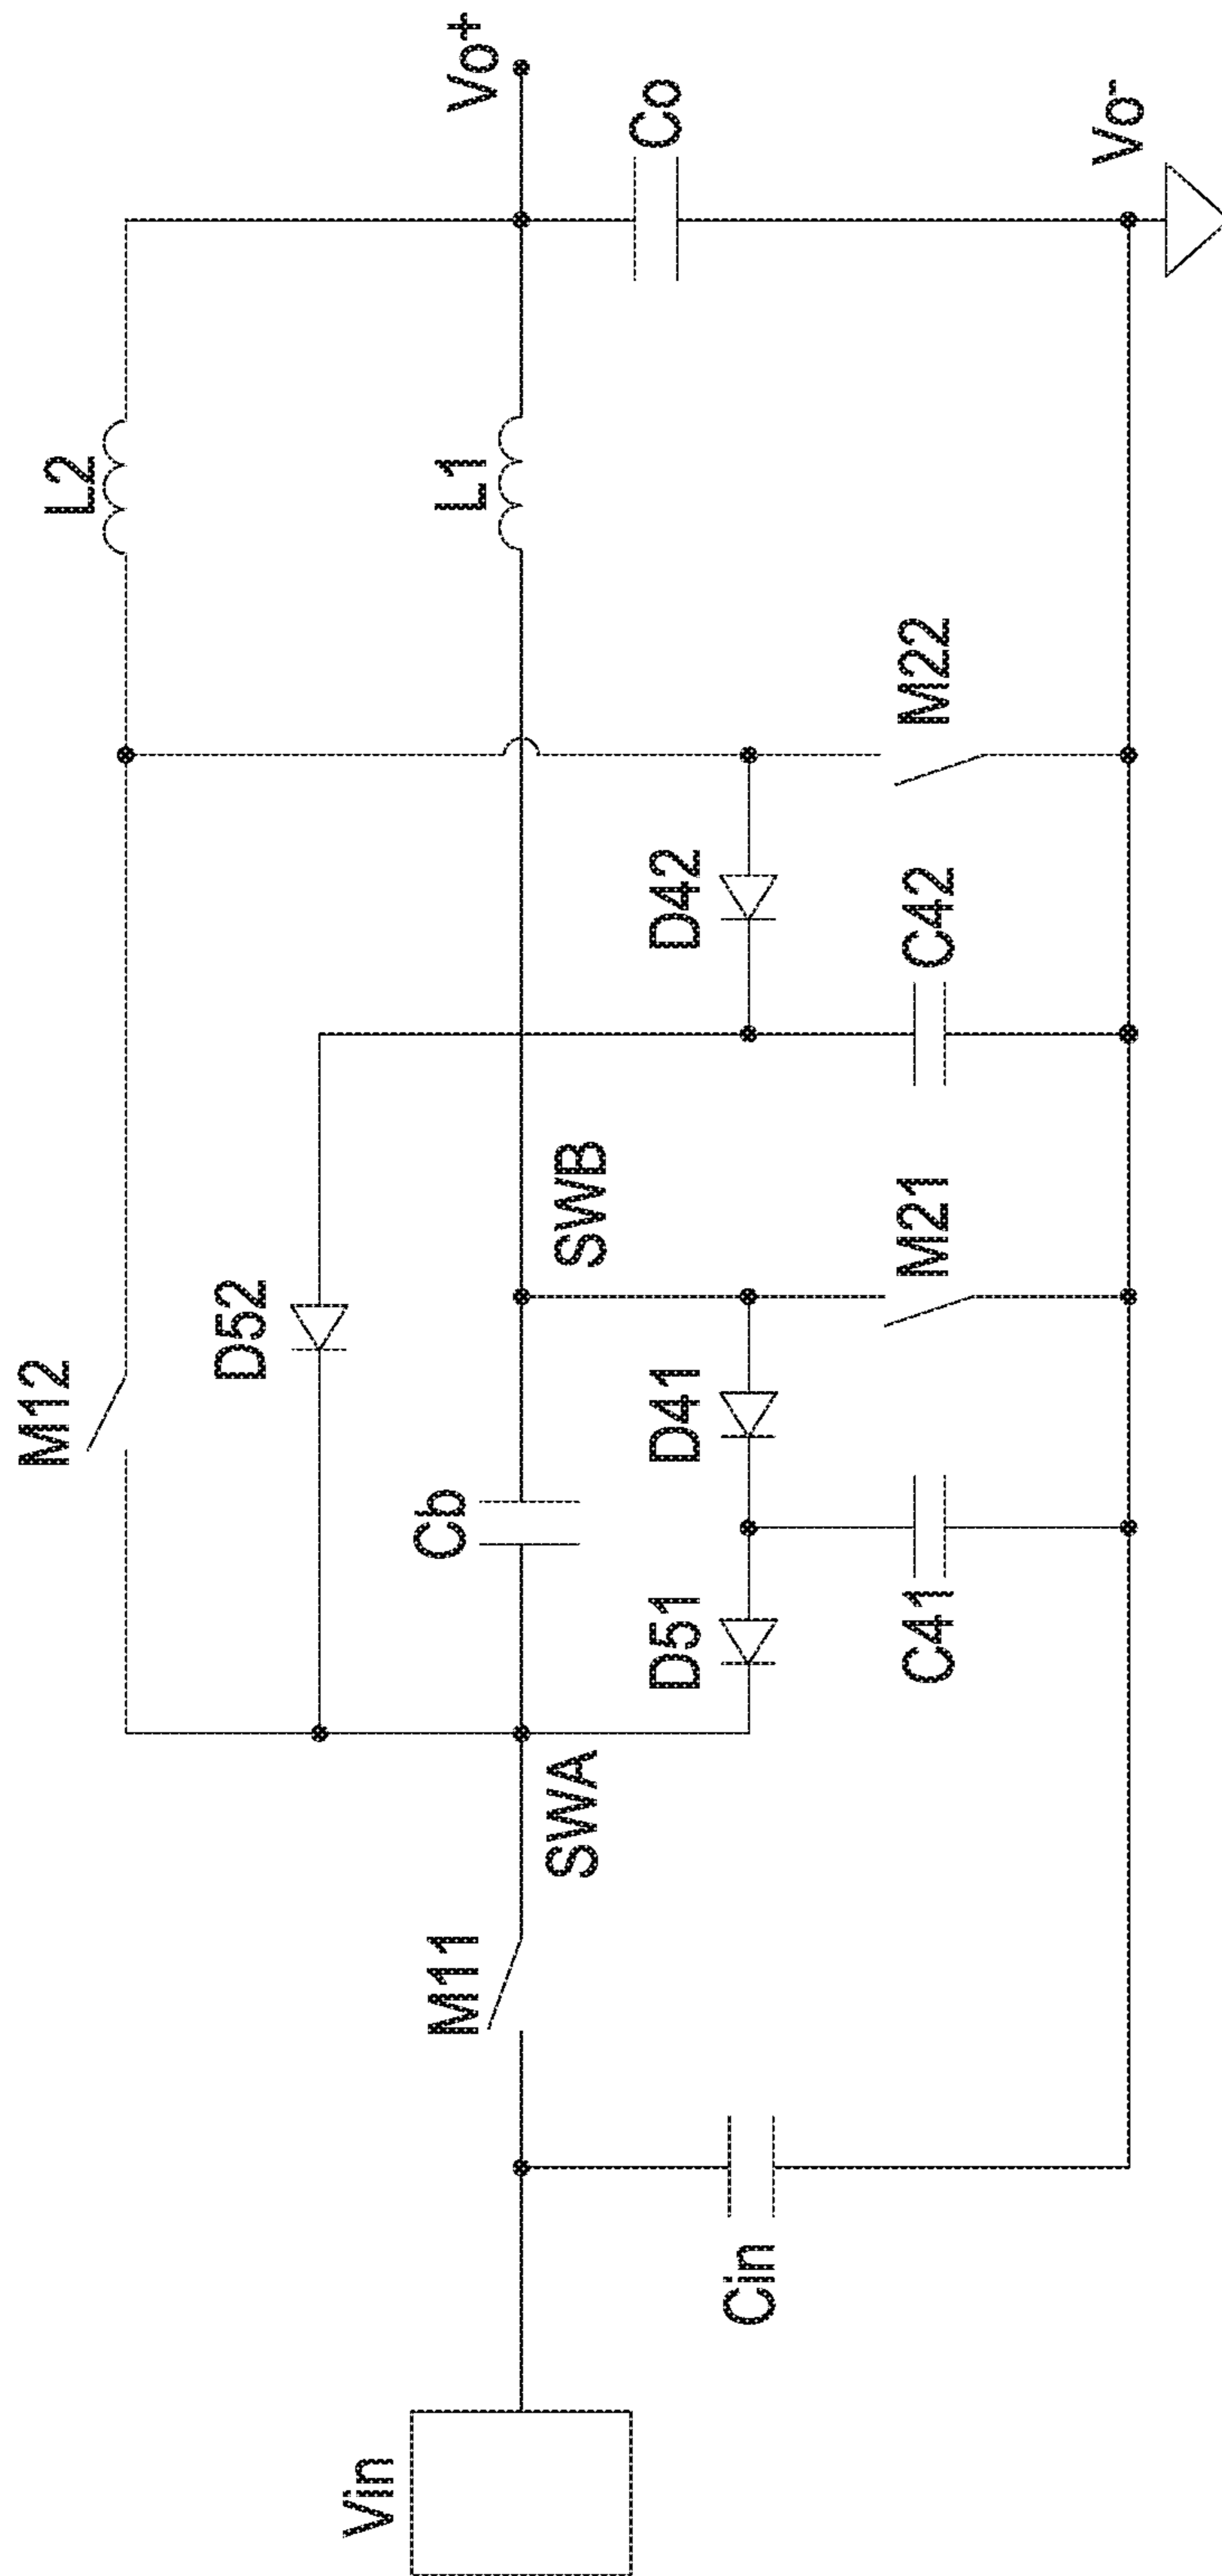 M12
L2
D52
Vin
M11
Cb
L1
Vo+
SWA
SWB
D51
D41
D42
Co
Cin
C41
M21
C42
M22
Vo-